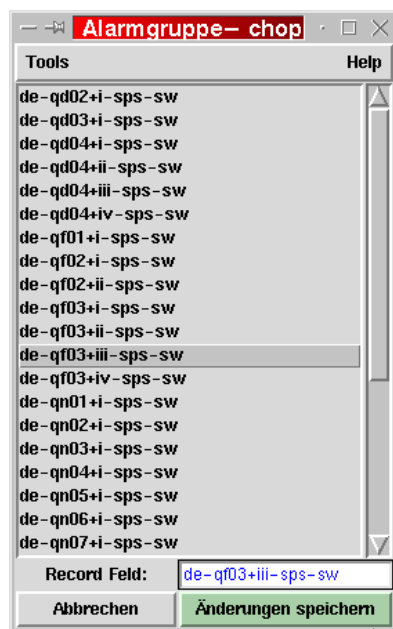 Alarmgruppe– chop
Tools Help
de-qd02+i-sps-sw
de-qd03+i-sps-sw
de-qd04+i-sps-sw
de-qd04+ii-sps-sw
de-qd04+iii-sps-sw
de-qd04+iv-sps-sw
de-qf01+i-sps-sw
de-qf02+i-sps-sw
de-qf02+ii-sps-sw
de-qf03+i-sps-sw
de-qf03+ii-sps-sw
de-qf03+iii-sps-sw
de-qf03+iv-sps-sw
de-qn01+i-sps-sw
de-qn02+i-sps-sw
de-qn03+i-sps-sw
de-qn04+i-sps-sw
de-qn05+i-sps-sw
de-qn06+i-sps-sw
de-qn07+i-sps-sw
Record Feld: de-qf03+iii-sps-sw
Abbrechen Änderungen speichern